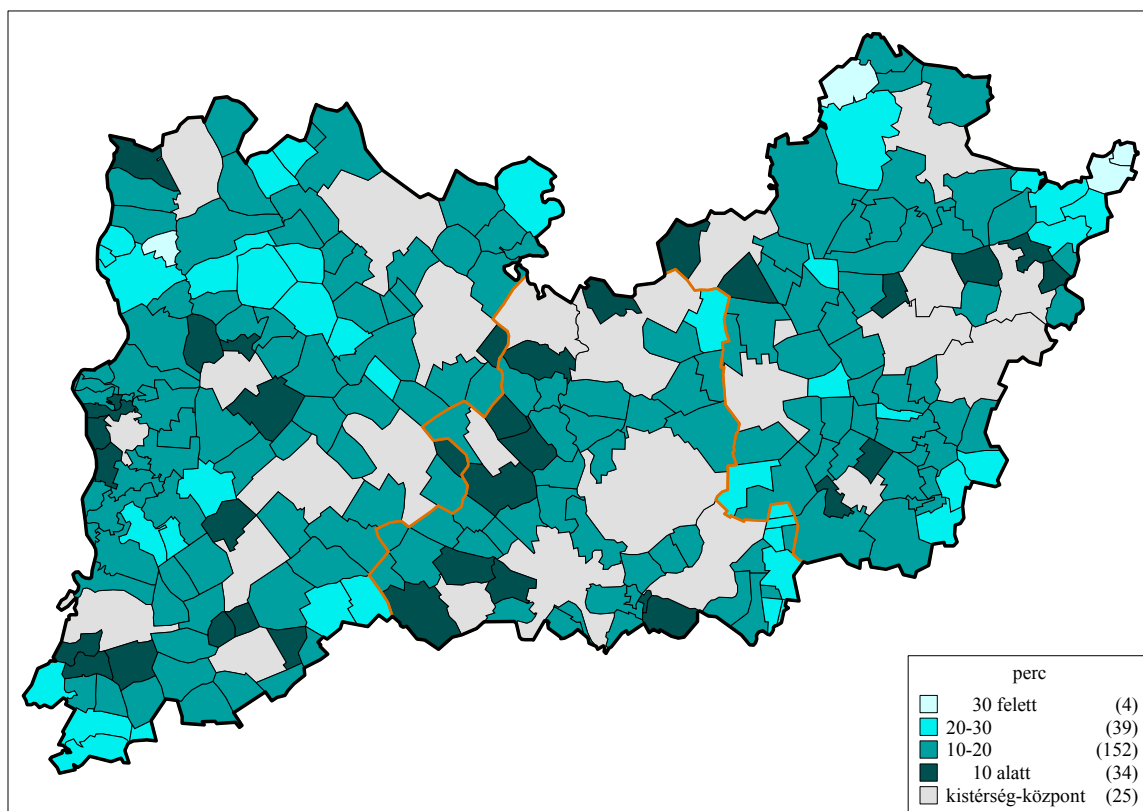 perc
30 felett (4)
20-30 (39)
10-20 (152)
10 alatt (34)
kistérség-központ (25)